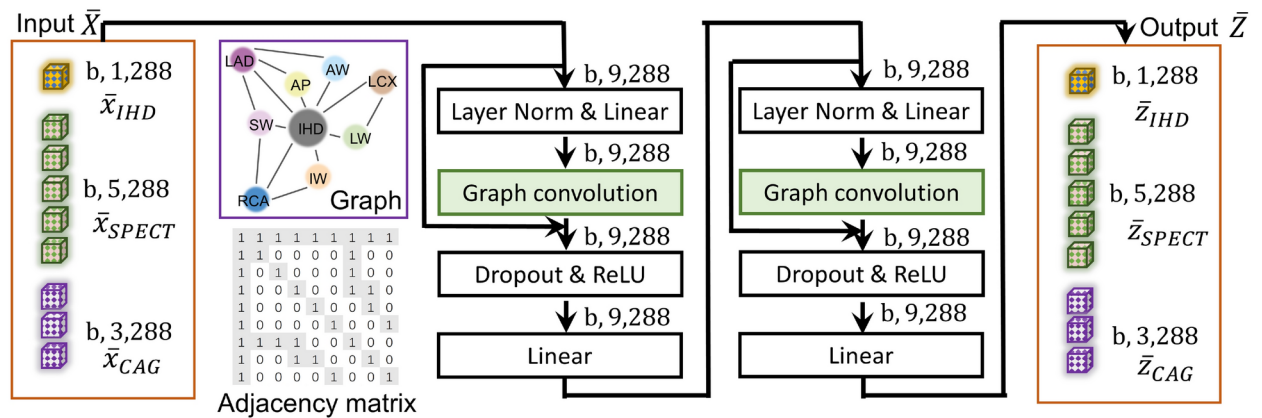 Input X̄
b, 1,288
x̄_IHD
b, 5,288
x̄_SPECT
b, 3,288
x̄_CAG
LAD
AW
AP
LCX
SW
IHD
LW
IW
RCA
Graph
1 1 1 1 1 1 1 1 1
1 1 0 0 0 0 1 0 0
1 0 1 0 0 0 1 0 0
1 0 0 1 0 0 1 1 0
1 0 0 0 1 0 0 1 0
1 0 0 0 0 1 0 0 1
1 1 1 1 0 0 1 0 0
1 0 0 1 1 0 0 1 0
1 0 0 0 0 1 0 0 1
Adjacency matrix
b, 9,288
Layer Norm & Linear
b, 9,288
Graph convolution
b, 9,288
Dropout & ReLU
b, 9,288
Linear
b, 9,288
Layer Norm & Linear
b, 9,288
Graph convolution
b, 9,288
Dropout & ReLU
b, 9,288
Linear
Output Z̄
b, 1,288
z̄_IHD
b, 5,288
z̄_SPECT
b, 3,288
z̄_CAG